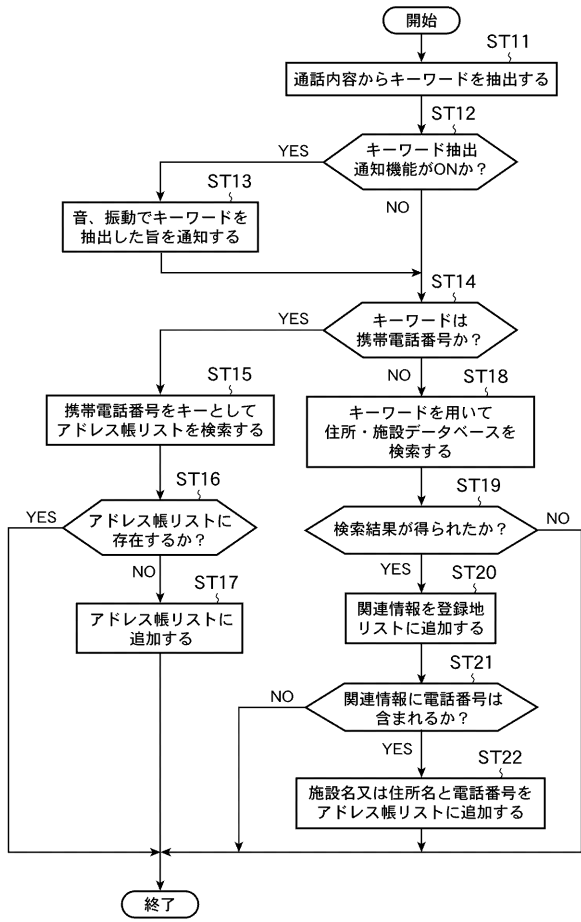 開始
ST11
通話内容からキーワードを抽出する
ST12
キーワード抽出
通知機能がONか？
YES
NO
ST13
音、振動でキーワードを
抽出した旨を通知する
ST14
キーワードは
携帯電話番号か？
YES
NO
ST15
携帯電話番号をキーとして
アドレス帳リストを検索する
ST18
キーワードを用いて
住所・施設データベースを
検索する
ST16
アドレス帳リストに
存在するか？
YES
NO
ST19
検索結果が得られたか？
NO
YES
ST17
アドレス帳リストに
追加する
ST20
関連情報を登録地
リストに追加する
ST21
関連情報に電話番号は
含まれるか？
NO
YES
ST22
施設名又は住所名と電話番号を
アドレス帳リストに追加する
終了